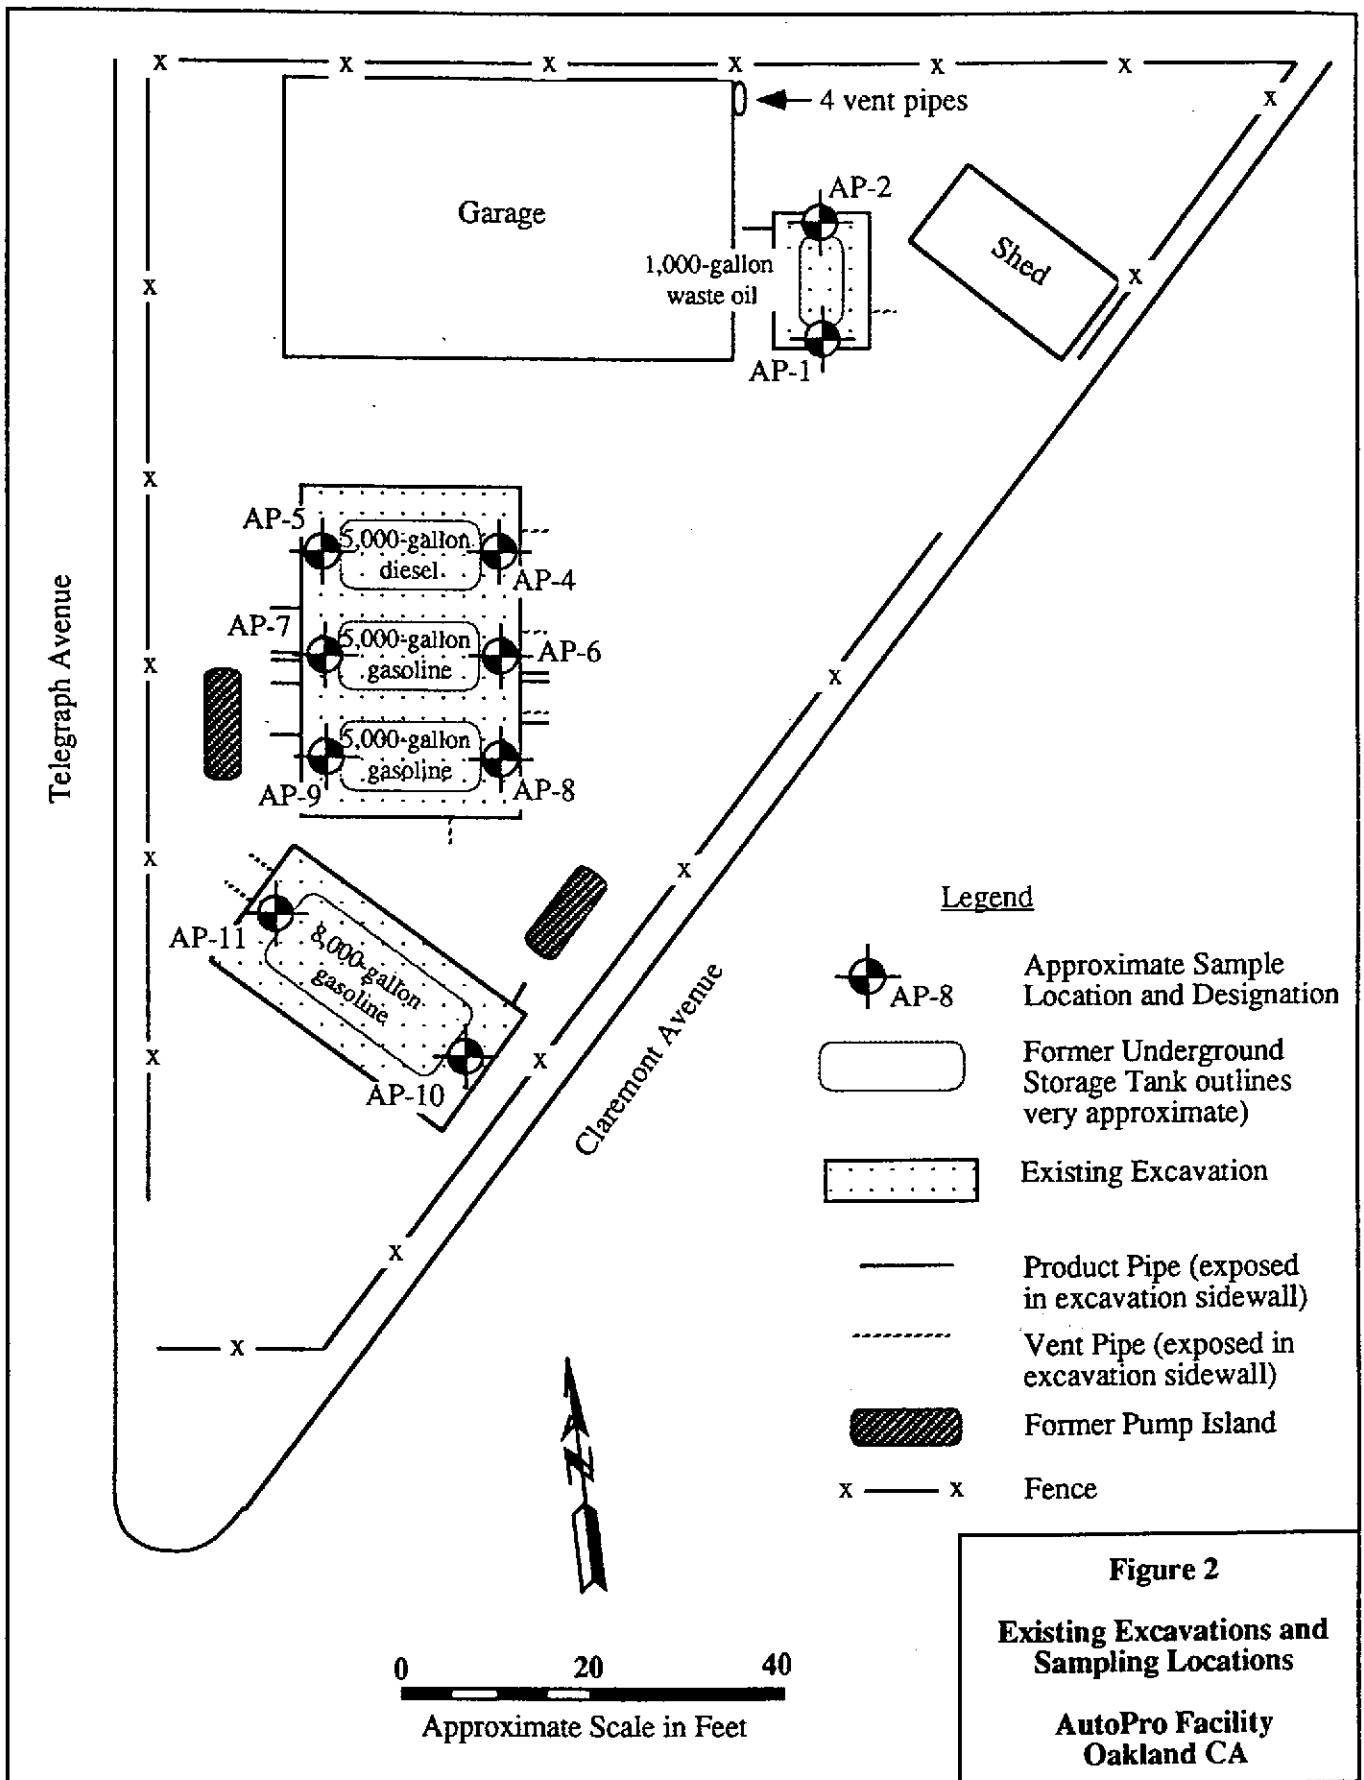 x x x x x x
4 vent pipes
x
AP-2
Garage
Shed
1,000-gallon
waste oil
x
x
AP-1
x
AP-5
5,000-gallon
diesel
AP-4
Telegraph Avenue
AP-7
5,000-gallon
gasoline
AP-6
x
x
5,000-gallon
gasoline
AP-9
AP-8
x
x
AP-11
8,000-gallon
gasoline
x
x
AP-10
Claremont Avenue
x
x
N
Legend
AP-8
Approximate Sample
Location and Designation
Former Underground
Storage Tank outlines
very approximate)
Existing Excavation
Product Pipe (exposed
in excavation sidewall)
Vent Pipe (exposed in
excavation sidewall)
Former Pump Island
x x Fence
0 20 40
Approximate Scale in Feet
Figure 2
Existing Excavations and
Sampling Locations
AutoPro Facility
Oakland CA